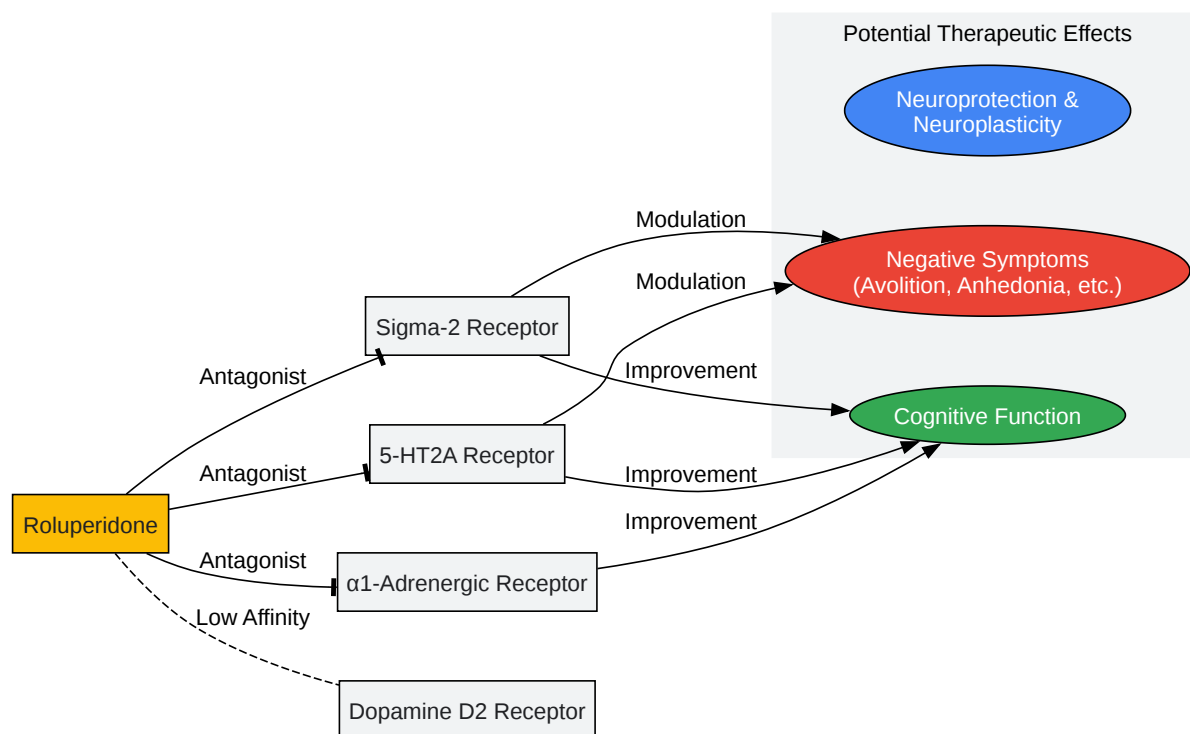 Potential Therapeutic Effects
Neuroprotection &
Neuroplasticity
Modulation
Negative Symptoms
(Avolition, Anhedonia, etc.)
Modulation
Sigma-2 Receptor
Antagonist
Improvement
Cognitive Function
5-HT2A Receptor
Antagonist
Improvement
Roluperidone
Improvement
Antagonist
α1-Adrenergic Receptor
Low Affinity
Dopamine D2 Receptor